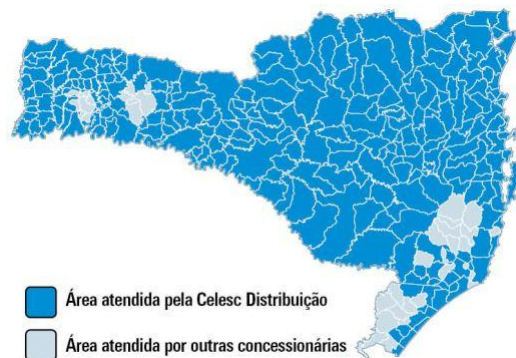 Área atendida pela Celesc Distribuição
Área atendida por outras concessionárias